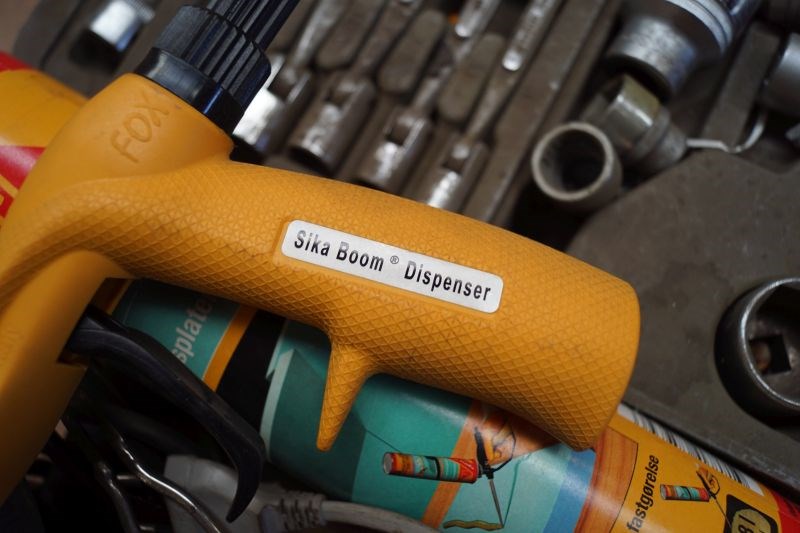 FOX
Sika Boom ® Dispenser
splate
fastgørelse